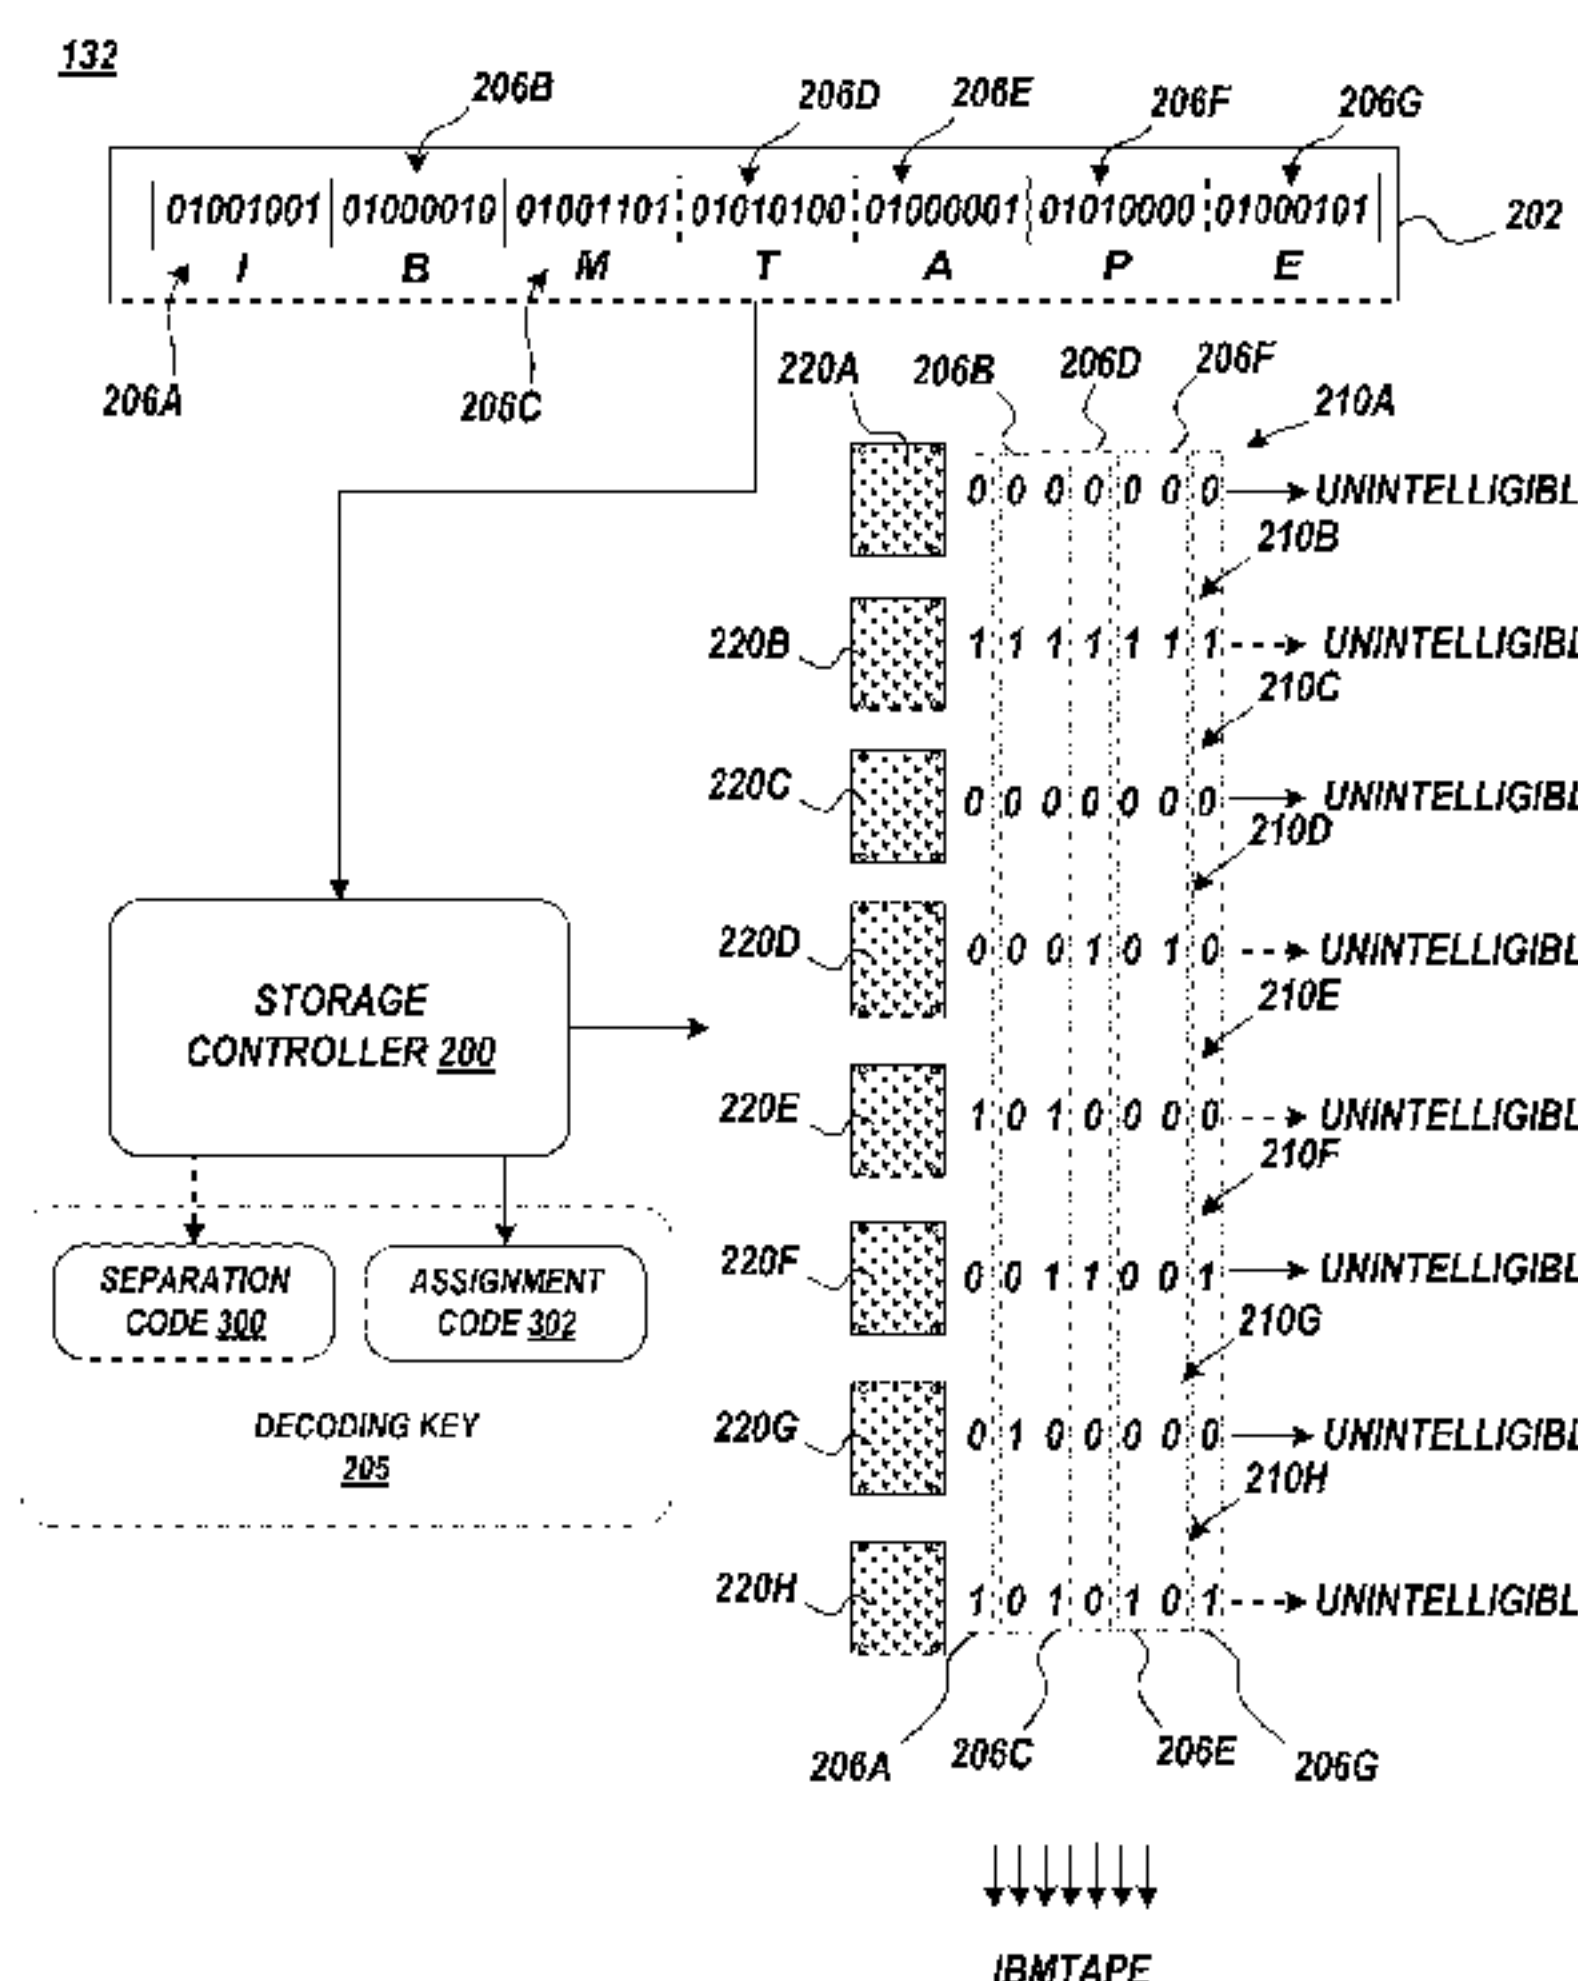 132
206B 206D 206E 206F 206G
01001001 01000010 01001101 01010100 01000001 01010000 01000101
202
I B M T A P E
206A 206C
220A 206B 206D 206F
210A
0 0 0 0 0 0 0 UNINTELLIGIBL
210B
220B 1 1 1 1 1 1 1 UNINTELLIGIBL
210C
220C 0 0 0 0 0 0 0 UNINTELLIGIBL
210D
220D 0 0 0 1 0 1 0 UNINTELLIGIBL
210E
STORAGE
CONTROLLER 200
220E 1 0 1 0 0 0 0 UNINTELLIGIBL
210F
220F 0 0 1 1 0 0 1 UNINTELLIGIBL
SEPARATION
CODE 300
ASSIGNMENT
CODE 302
210G
DECODING KEY
205
220G 0 1 0 0 0 0 0 UNINTELLIGIBL
210H
220H 1 0 1 0 1 0 1 UNINTELLIGIBL
206A 206C 206E 206G
IBMTAPE